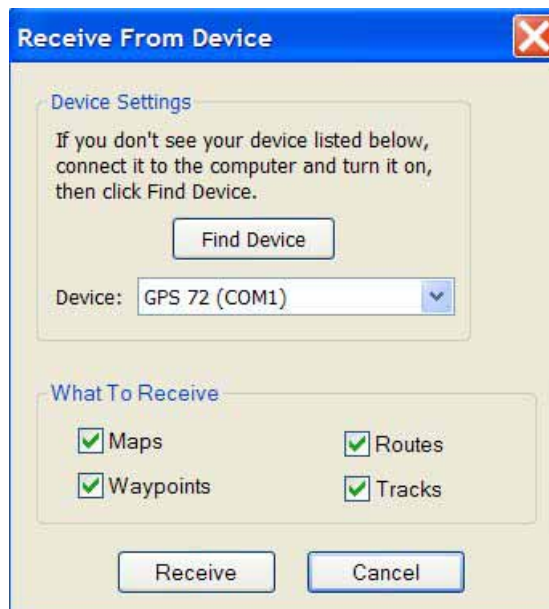 Receive From Device
Device Settings
If you don't see your device listed below,
connect it to the computer and turn it on,
then click Find Device.
Find Device
Device: GPS 72 (COM1)
What To Receive
Maps Routes
Waypoints Tracks
Receive Cancel